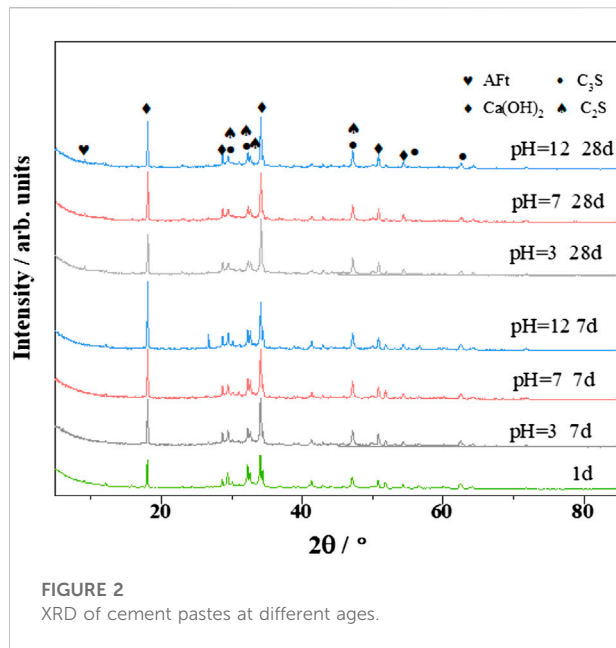 ♥ AFt • C₃S
♦ Ca(OH)₂ ♠ C₂S
pH=12 28d
pH=7 28d
pH=3 28d
pH=12 7d
pH=7 7d
pH=3 7d
1d
Intensity / arb. units
20 40 60 80
2θ / °
FIGURE 2
XRD of cement pastes at different ages.